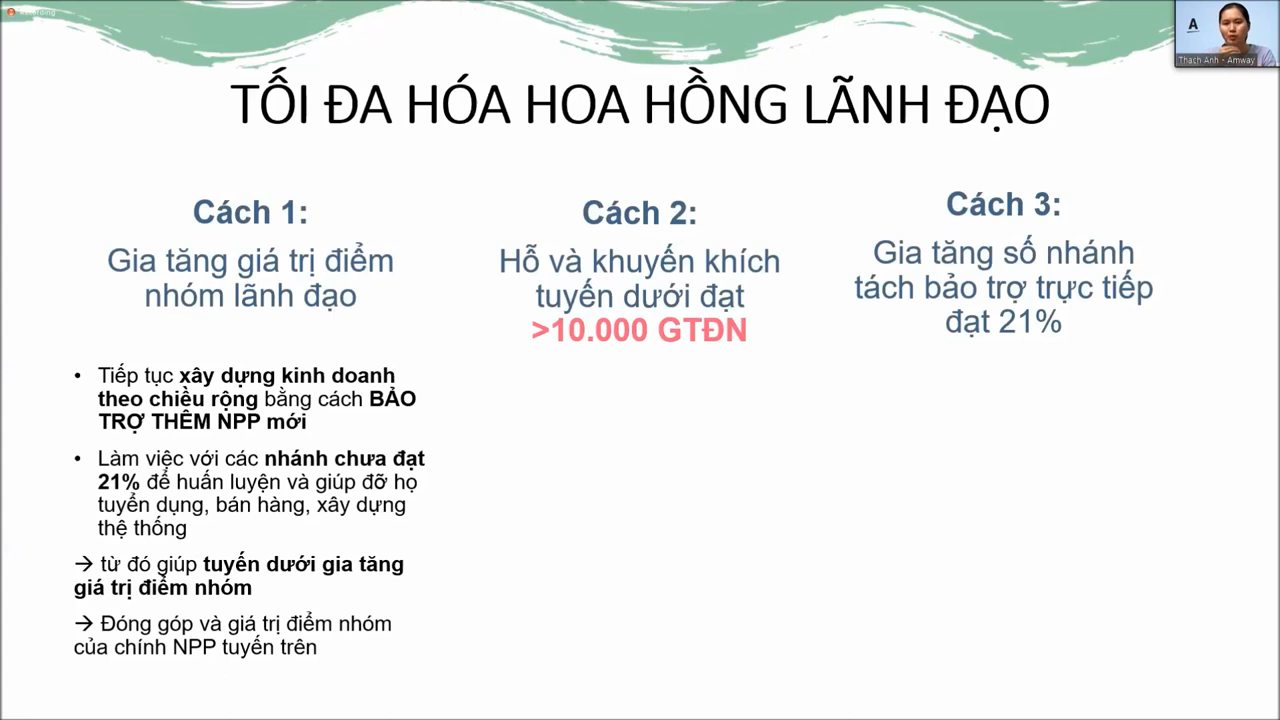 Recording
A
Thach Anh - Amway
TỐI ĐA HÓA HOA HỒNG LÃNH ĐẠO
Cách 1:
Gia tăng giá trị điểm
nhóm lãnh đạo
• Tiếp tục xây dựng kinh doanh
theo chiều rộng bằng cách BẢO
TRỢ THÊM NPP mới
• Làm việc với các nhánh chưa đạt
21% để huấn luyện và giúp đỡ họ
tuyển dụng, bán hàng, xây dựng
thệ thống
→ từ đó giúp tuyến dưới gia tăng
giá trị điểm nhóm
→ Đóng góp và giá trị điểm nhóm
của chính NPP tuyến trên
Cách 2:
Hỗ và khuyến khích
tuyến dưới đạt
>10.000 GTĐN
Cách 3:
Gia tăng số nhánh
tách bảo trợ trực tiếp
đạt 21%